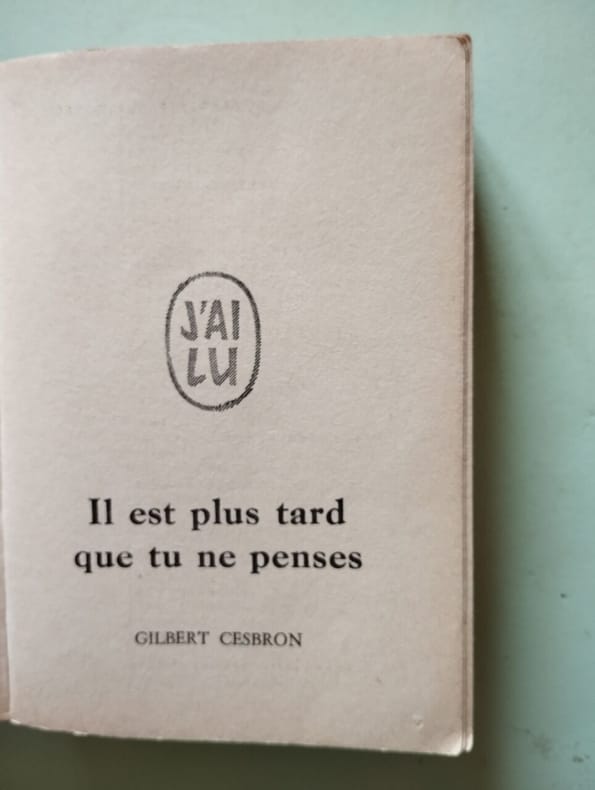 J'AI
LU
Il est plus tard
que tu ne penses
GILBERT CESBRON